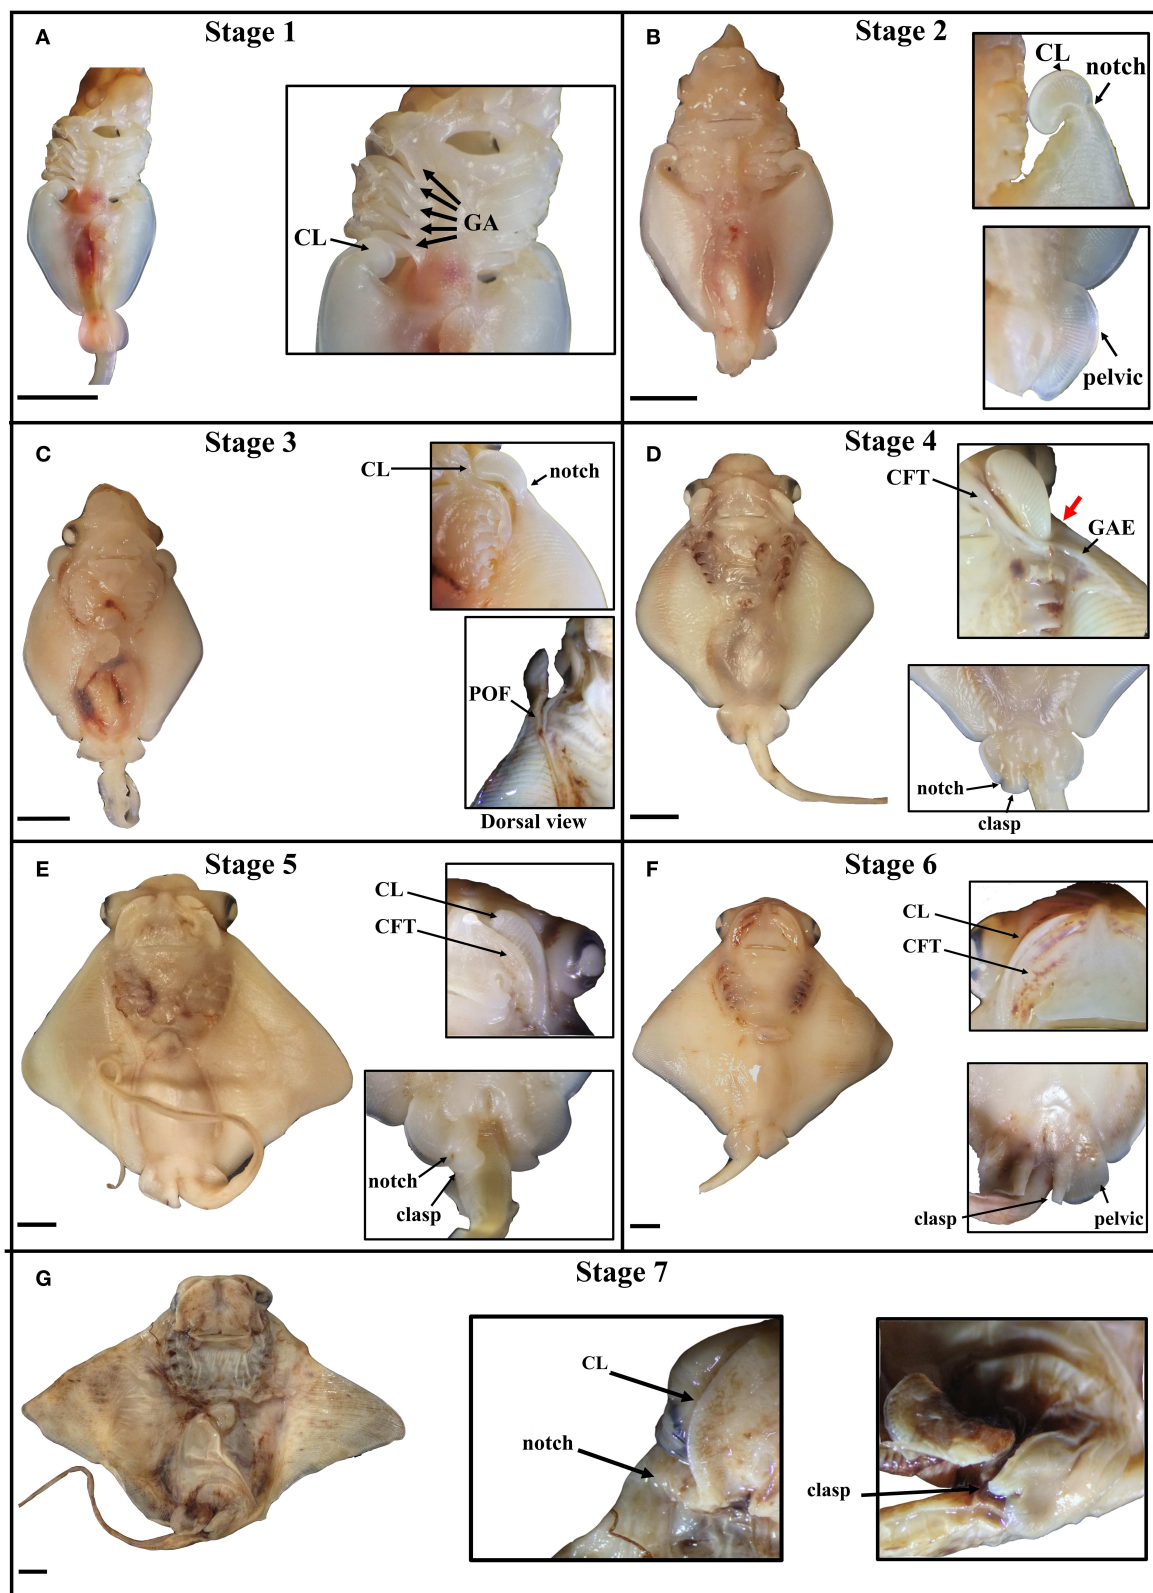 A
Stage 1
CL
GA
B
Stage 2
CL
notch
pelvic
C
Stage 3
CL
notch
POF
Dorsal view
D
Stage 4
CFT
GAE
notch
clasp
E
Stage 5
CL
CFT
notch
clasp
F
Stage 6
CL
CFT
clasp
pelvic
G
Stage 7
CL
notch
clasp